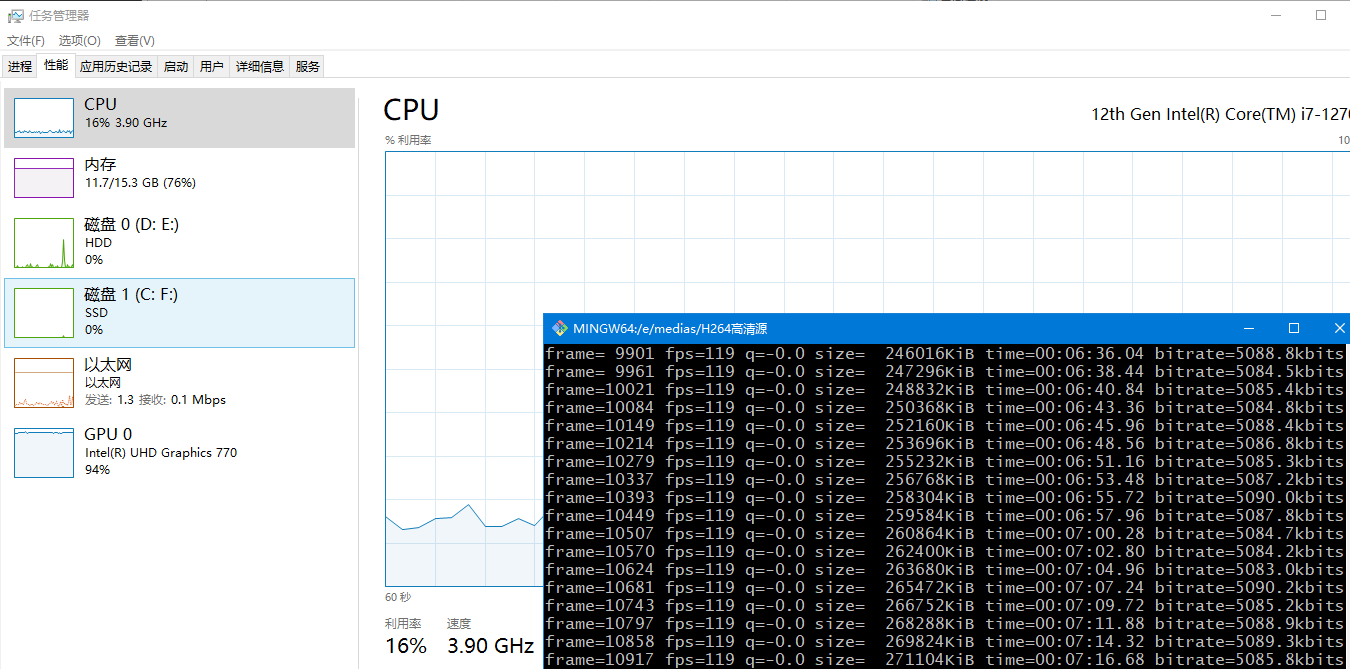 任务管理器
文件(F) 选项(O) 查看(V)
进程 性能 应用历史记录 启动 用户 详细信息 服务
CPU
16% 3.90 GHz
内存
11.7/15.3 GB (76%)
磁盘 0 (D: E:)
HDD
0%
磁盘 1 (C: F:)
SSD
0%
以太网
以太网
发送: 1.3 接收: 0.1 Mbps
GPU 0
Intel(R) UHD Graphics 770
94%
CPU
12th Gen Intel(R) Core(TM) i7-1270
% 利用率
10
60 秒
利用率 速度
16% 3.90 GHz
MINGW64:/e/medias/H264高清源
frame= 9901 fps=119 q=-0.0 size=  246016KiB time=00:06:36.04 bitrate=5088.8kbits
frame= 9961 fps=119 q=-0.0 size=  247296KiB time=00:06:38.44 bitrate=5084.5kbits
frame=10021 fps=119 q=-0.0 size=  248832KiB time=00:06:40.84 bitrate=5085.4kbits
frame=10084 fps=119 q=-0.0 size=  250368KiB time=00:06:43.36 bitrate=5084.8kbits
frame=10149 fps=119 q=-0.0 size=  252160KiB time=00:06:45.96 bitrate=5088.4kbits
frame=10214 fps=119 q=-0.0 size=  253696KiB time=00:06:48.56 bitrate=5086.8kbits
frame=10279 fps=119 q=-0.0 size=  255232KiB time=00:06:51.16 bitrate=5085.3kbits
frame=10337 fps=119 q=-0.0 size=  256768KiB time=00:06:53.48 bitrate=5087.2kbits
frame=10393 fps=119 q=-0.0 size=  258304KiB time=00:06:55.72 bitrate=5090.0kbits
frame=10449 fps=119 q=-0.0 size=  259584KiB time=00:06:57.96 bitrate=5087.8kbits
frame=10507 fps=119 q=-0.0 size=  260864KiB time=00:07:00.28 bitrate=5084.7kbits
frame=10570 fps=119 q=-0.0 size=  262400KiB time=00:07:02.80 bitrate=5084.2kbits
frame=10624 fps=119 q=-0.0 size=  263680KiB time=00:07:04.96 bitrate=5083.0kbits
frame=10681 fps=119 q=-0.0 size=  265472KiB time=00:07:07.24 bitrate=5090.2kbits
frame=10743 fps=119 q=-0.0 size=  266752KiB time=00:07:09.72 bitrate=5085.2kbits
frame=10797 fps=119 q=-0.0 size=  268288KiB time=00:07:11.88 bitrate=5088.9kbits
frame=10858 fps=119 q=-0.0 size=  269824KiB time=00:07:14.32 bitrate=5089.3kbits
frame=10917 fps=119 q=-0.0 size=  271104KiB time=00:07:16.68 bitrate=5085.8kbits